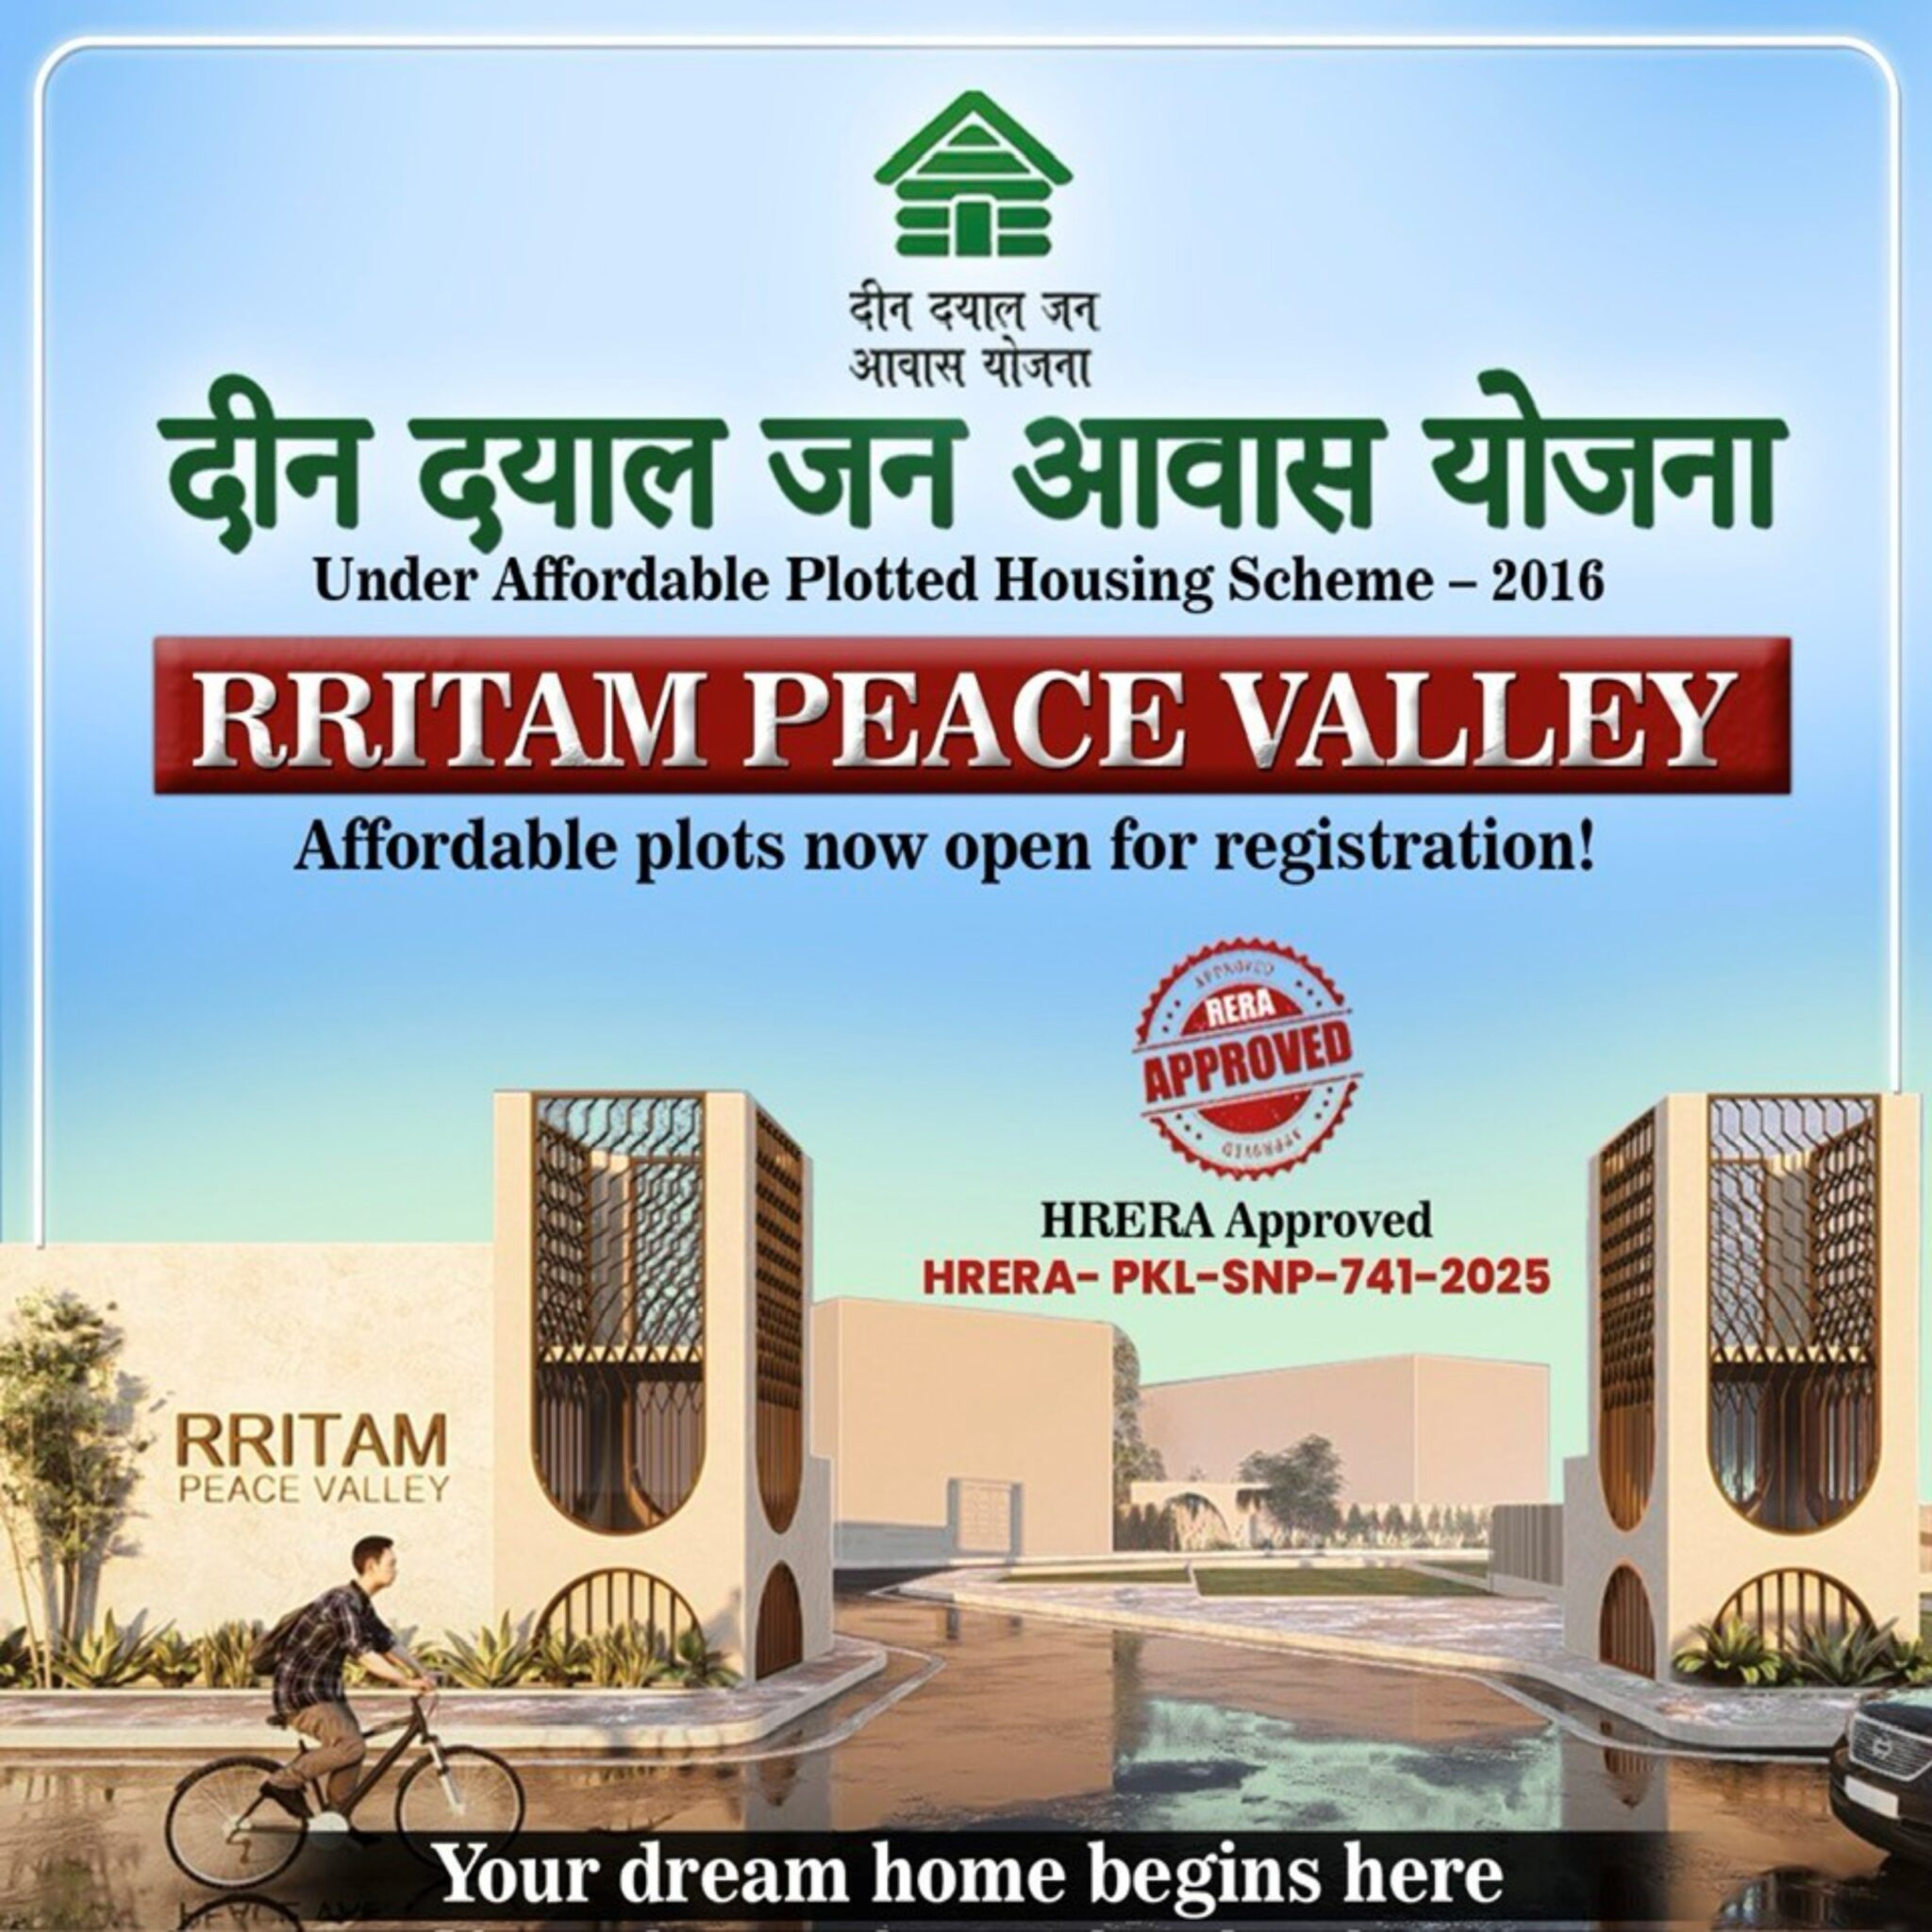 दीन दयाल जन
आवास योजना
दीन दयाल जन आवास योजना
Under Affordable Plotted Housing Scheme – 2016
RRITAM PEACE VALLEY
Affordable plots now open for registration!
APPROVED
RERA
APPROVED
APPROVED
HRERA Approved
HRERA- PKL-SNP-741-2025
RRITAM
PEACE VALLEY
Your dream home begins here